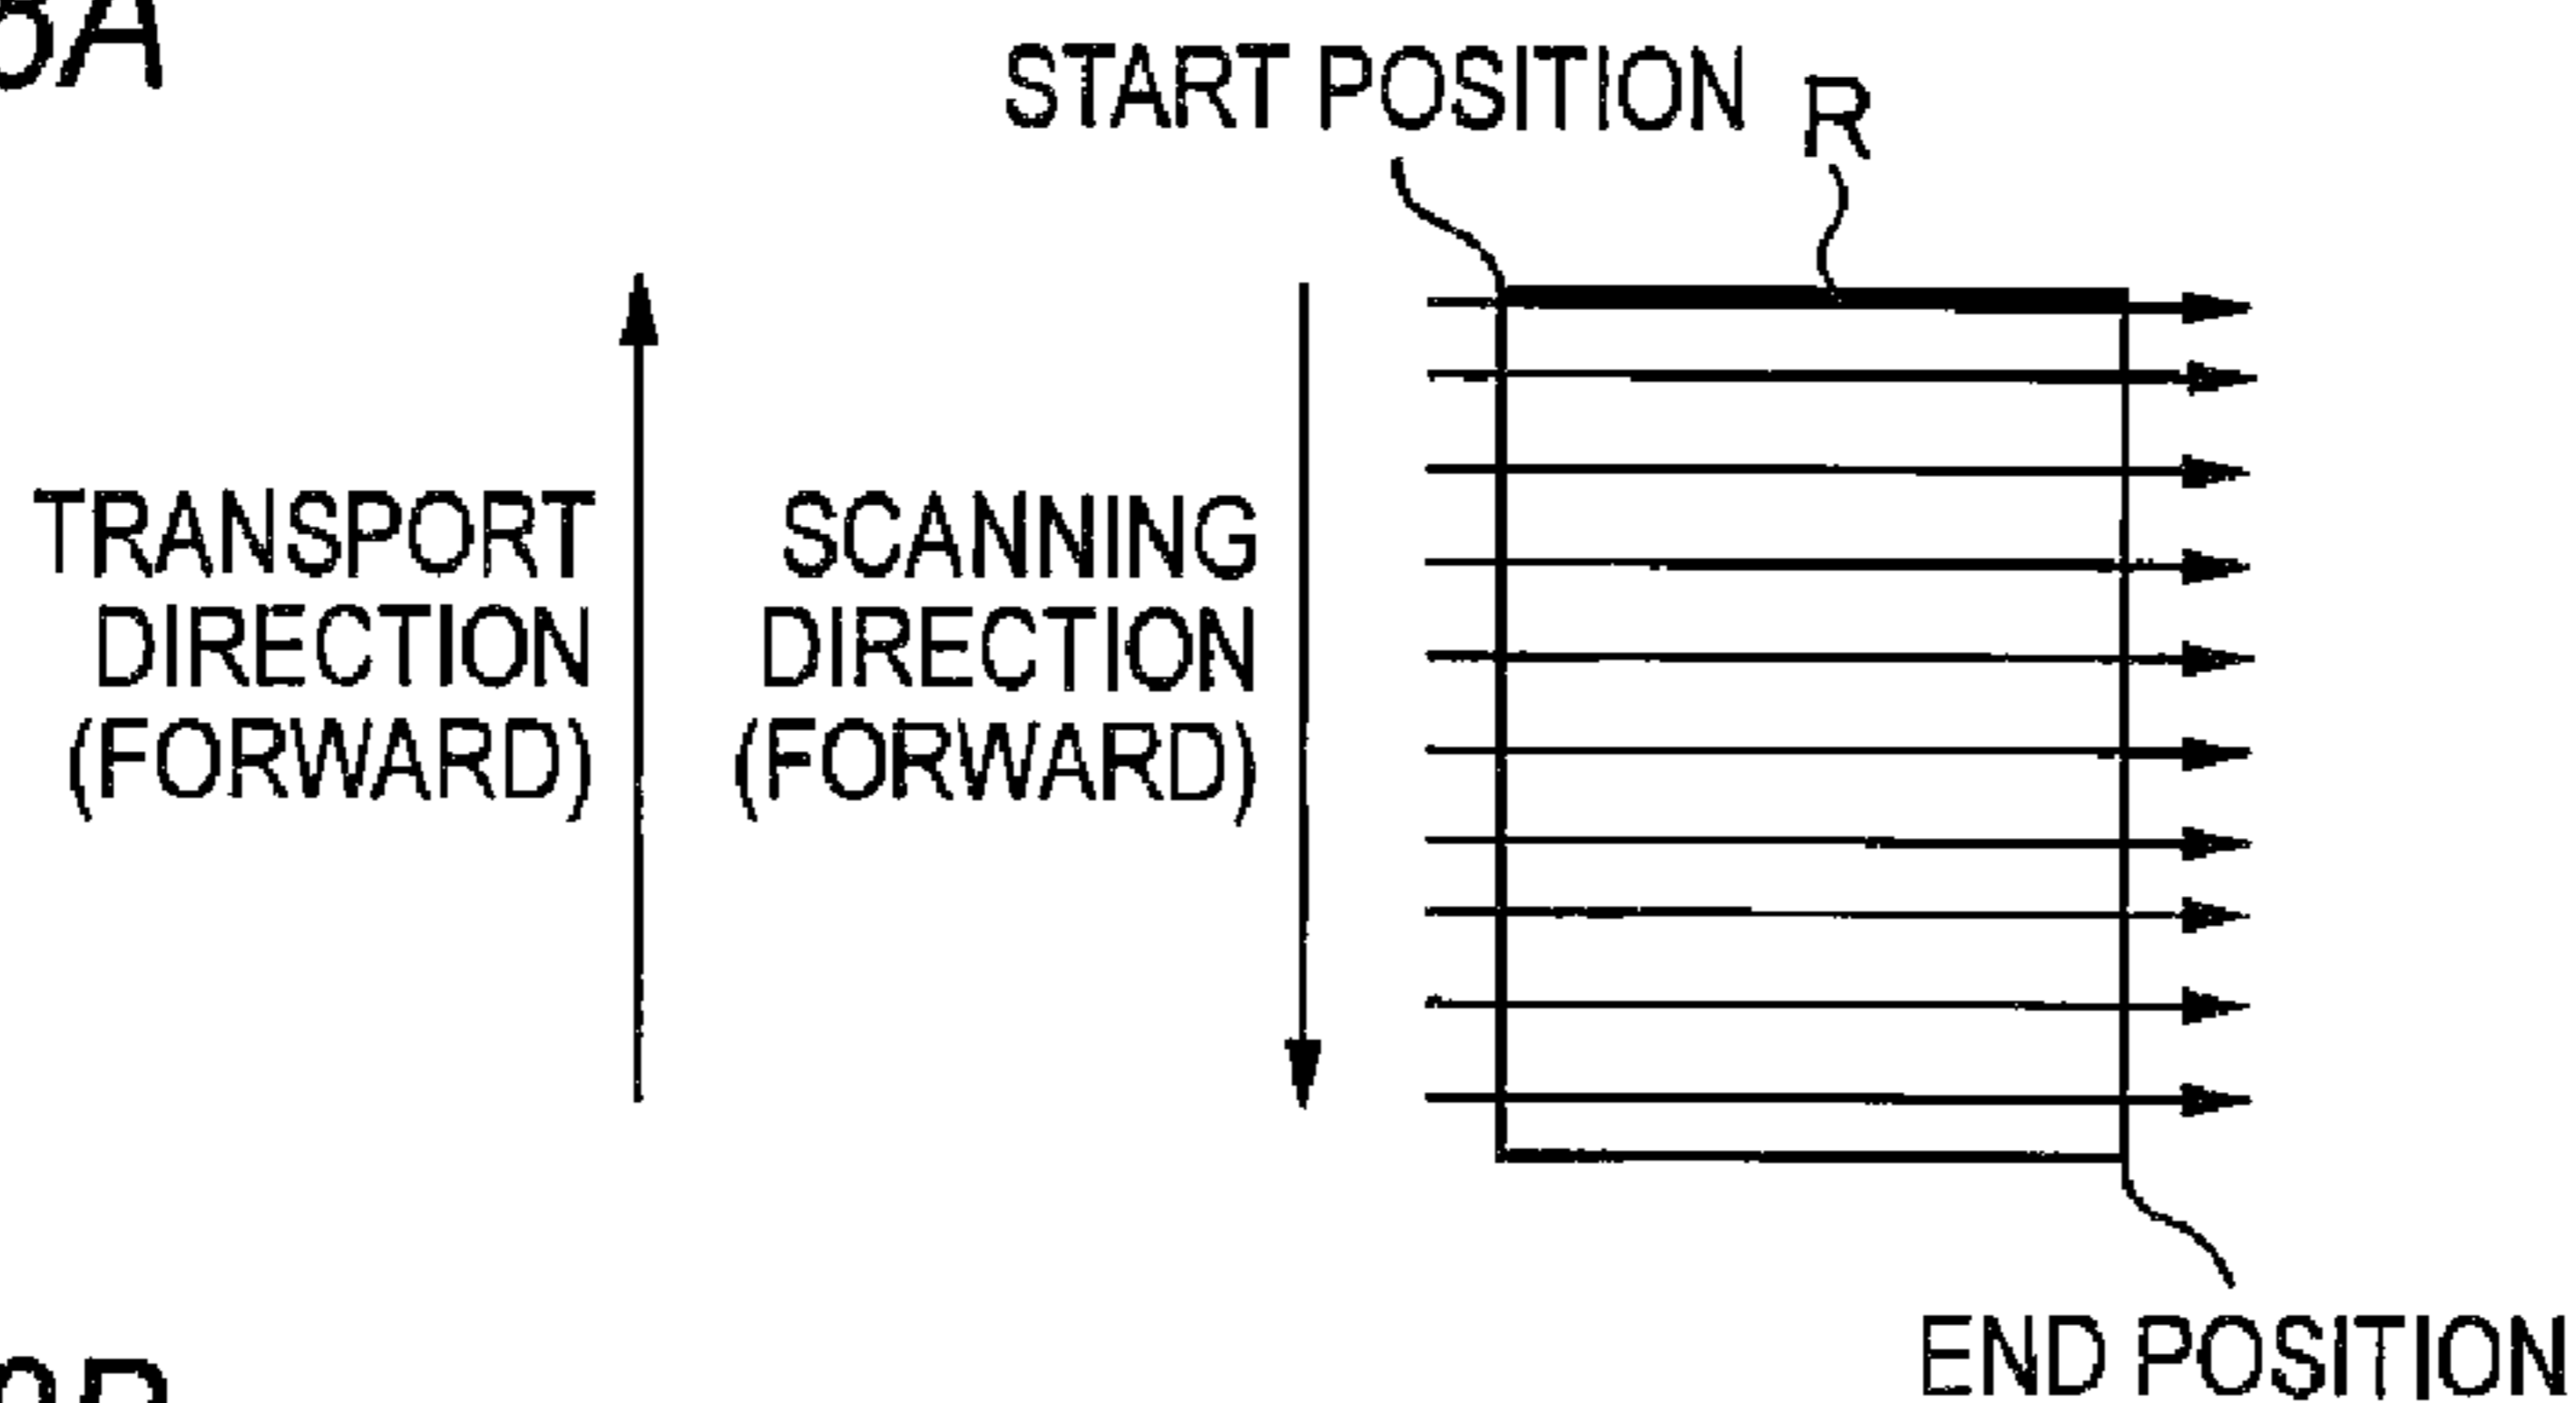 START POSITION R
TRANSPORT
DIRECTION
(FORWARD)
SCANNING
DIRECTION
(FORWARD)
END POSITION